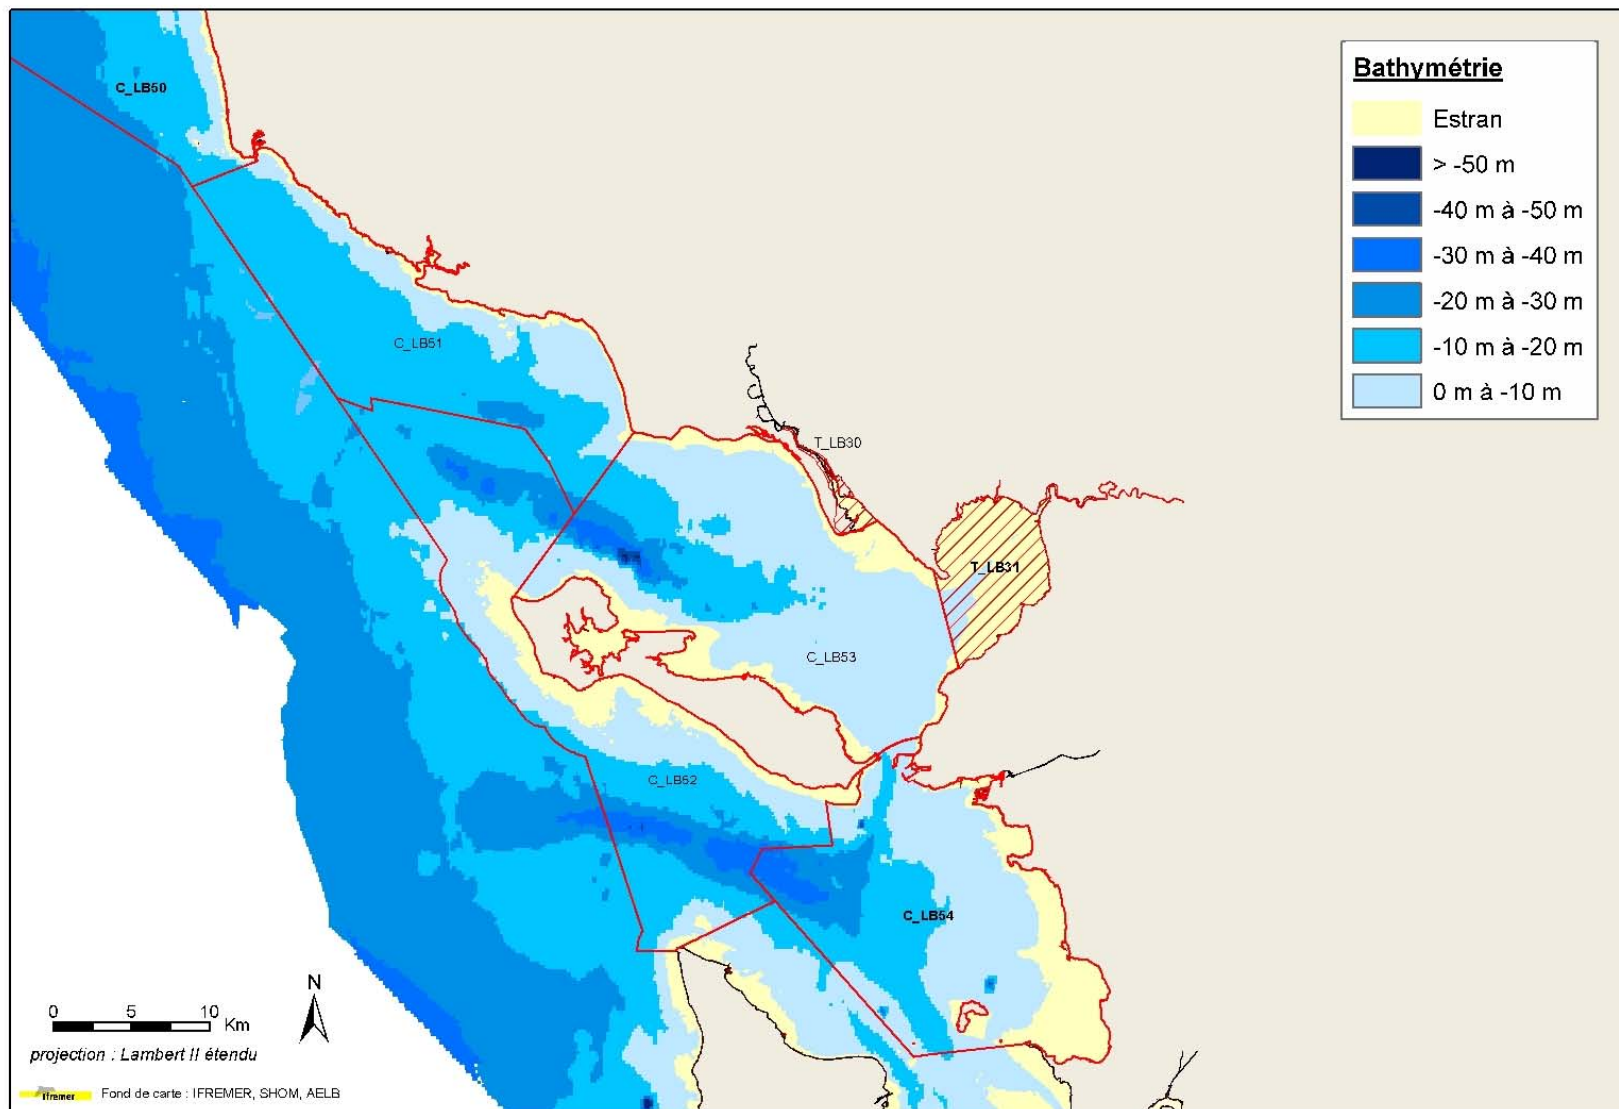 C_LB50
Bathymétrie
Estran
> -50 m
-40 m à -50 m
-30 m à -40 m
-20 m à -30 m
-10 m à -20 m
0 m à -10 m
C_LB51
T_LB30
T_LB31
C_LB53
C_LB52
C_LB54
N
0 5 10 Km
projection : Lambert II étendu
Ifremer
Fond de carte : IFREMER, SHOM, AELB